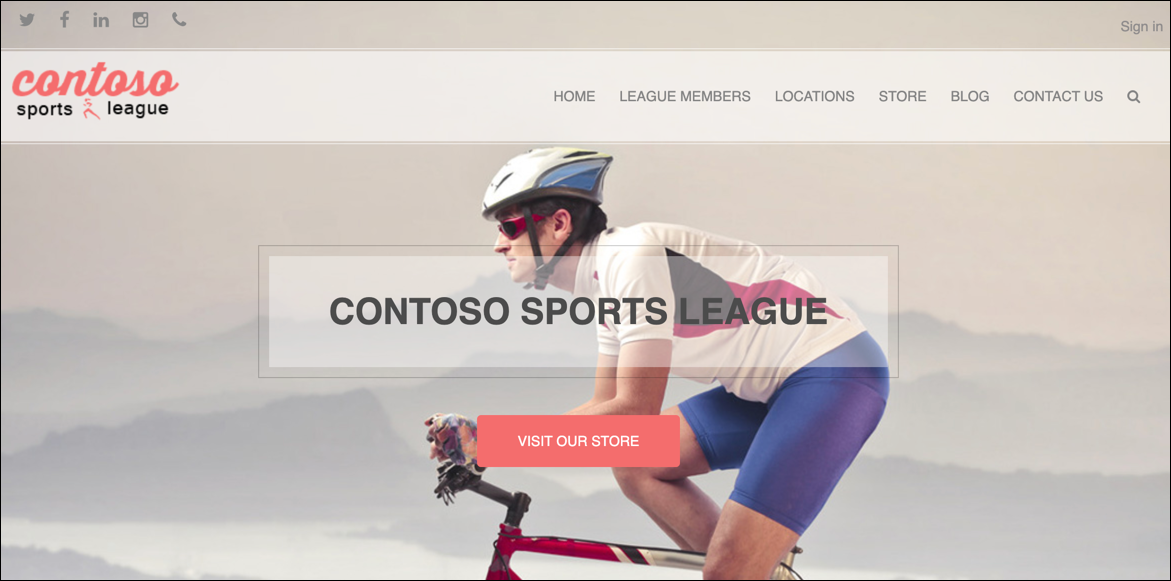 Sign in
contoso
sports league
HOME LEAGUE MEMBERS LOCATIONS STORE BLOG CONTACT US
CONTOSO SPORTS LEAGUE
VISIT OUR STORE